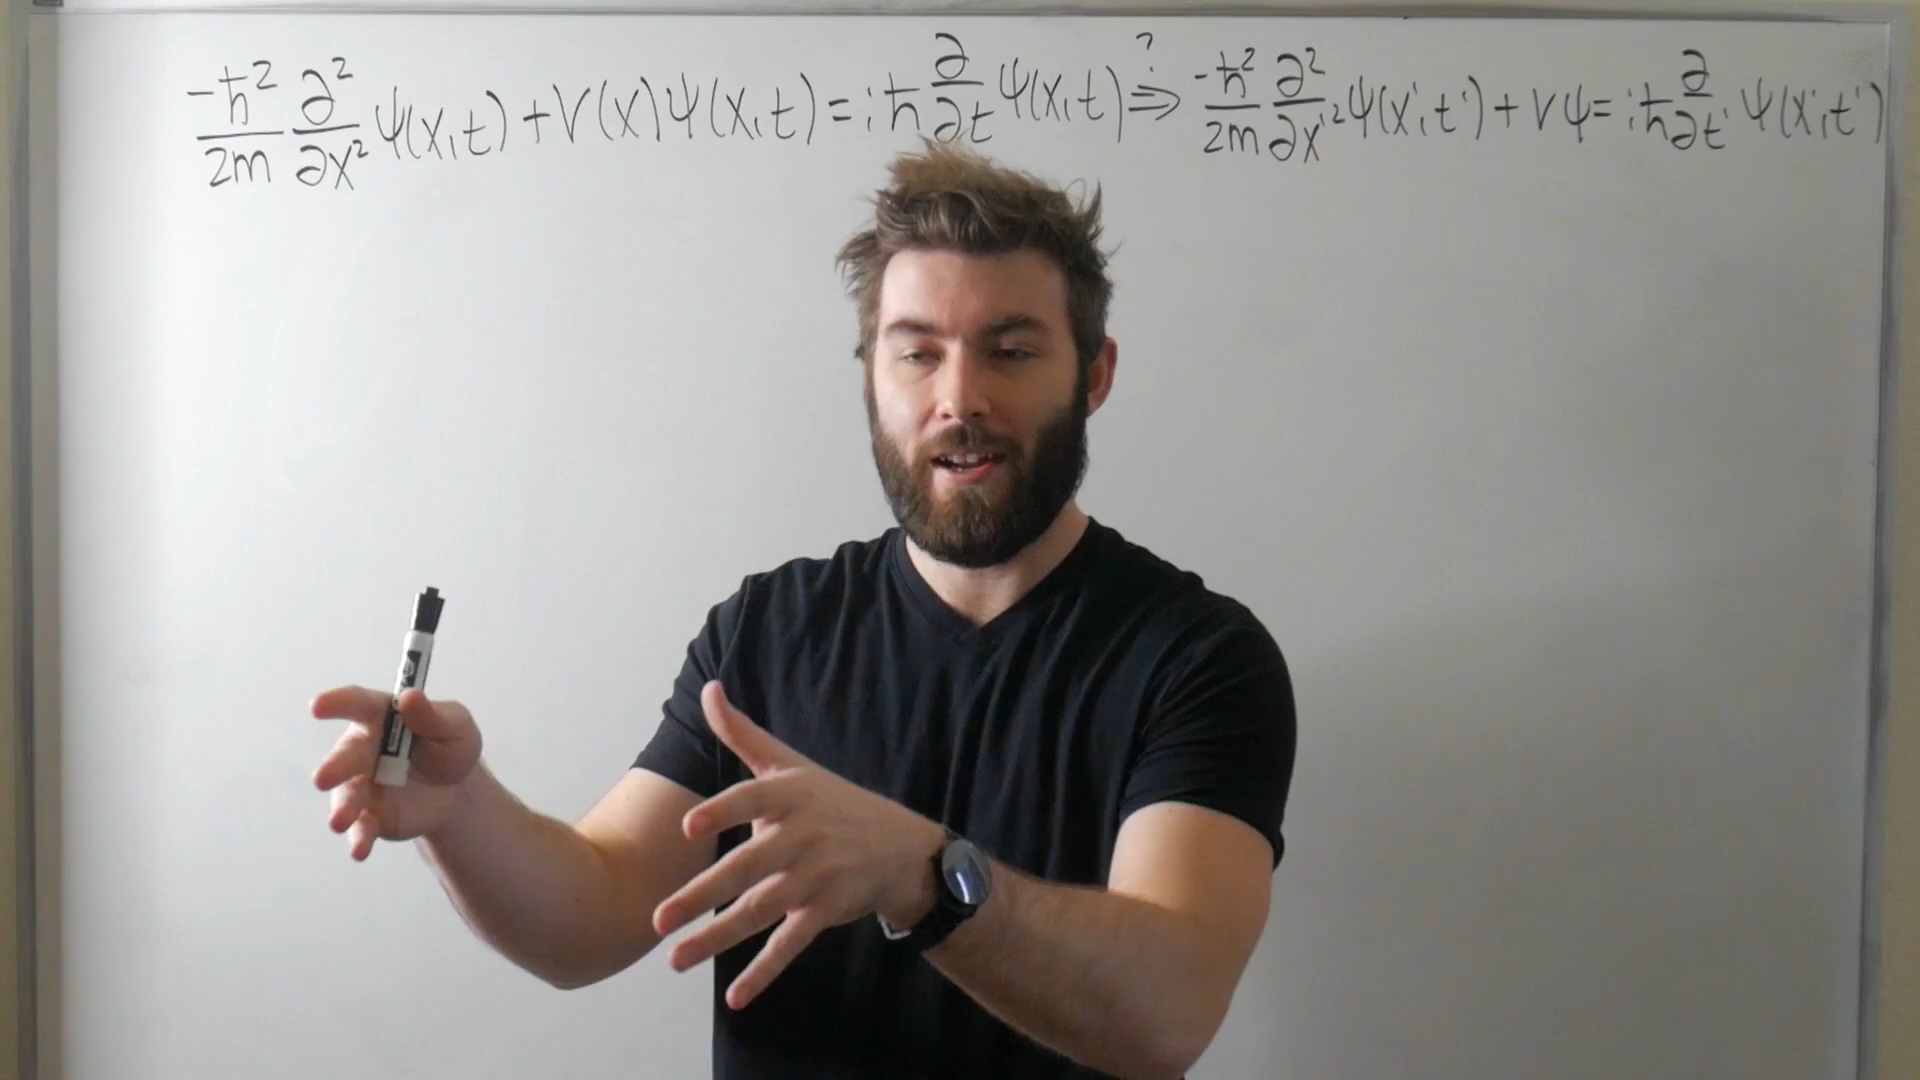 -ħ²/2m ∂²/∂x² Ψ(x,t) + V(x)Ψ(x,t) = iħ ∂/∂t Ψ(x,t) ?⇒ -ħ²/2m ∂²/∂x'² Ψ(x',t') + VΨ = iħ ∂/∂t' Ψ(x',t')